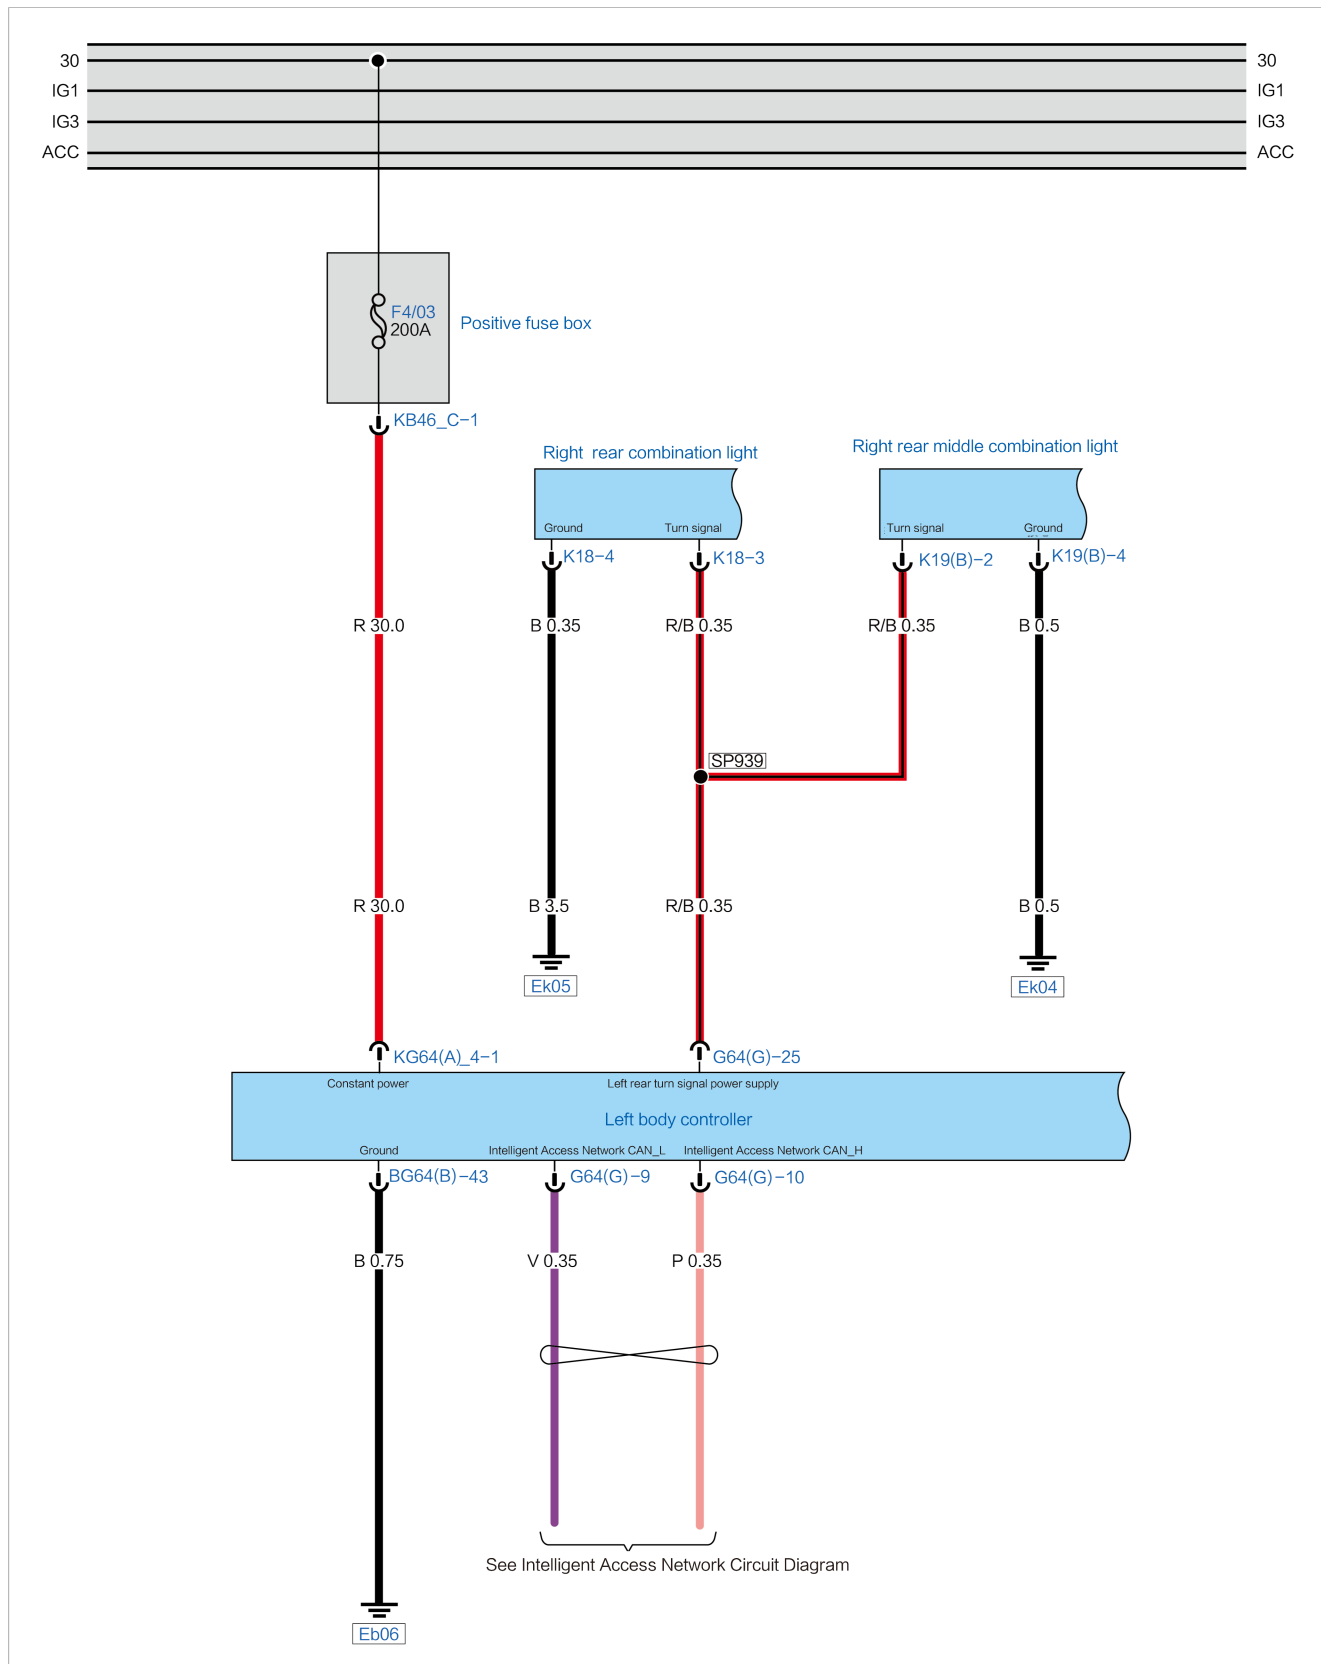 30 30
IG1 IG1
IG3 IG3
ACC ACC
F4/03
200A
Positive fuse box
KB46_C-1
Right rear combination light
Right rear middle combination light
Ground Turn signal
Turn signal Ground
K18-4 K18-3 K19(B)-2 K19(B)-4
R 30.0 B 0.35 R/B 0.35 R/B 0.35 B 0.5
SP939
R 30.0 B 3.5 R/B 0.35 B 0.5
Ek05 Ek04
KG64(A)_4-1 G64(G)-25
Constant power Left rear turn signal power supply
Left body controller
Ground Intelligent Access Network CAN_L Intelligent Access Network CAN_H
BG64(B)-43 G64(G)-9 G64(G)-10
B 0.75 V 0.35 P 0.35
See Intelligent Access Network Circuit Diagram
Eb06